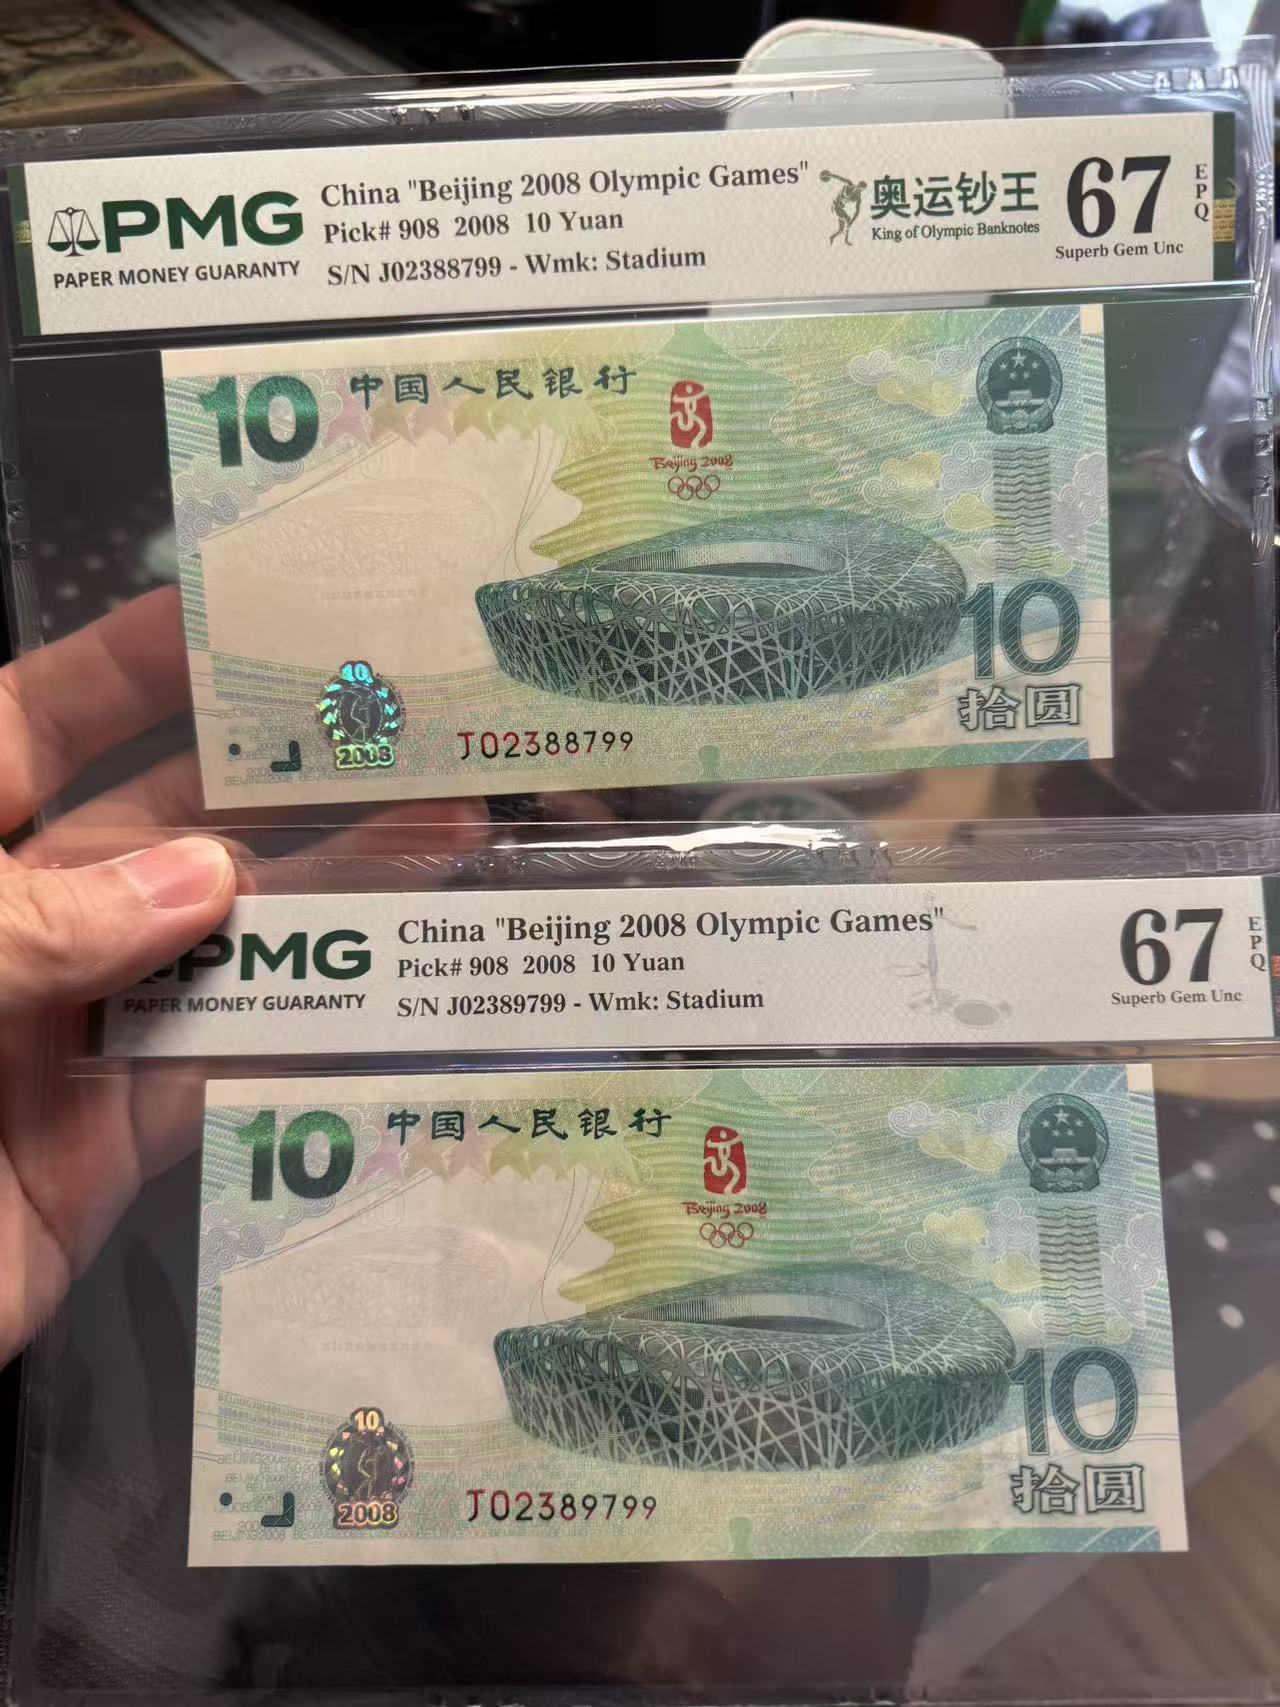 PMG
PAPER MONEY GUARANTY
China "Beijing 2008 Olympic Games"
Pick# 908 2008 10 Yuan
S/N J02388799 - Wmk: Stadium
奥运钞王
King of Olympic Banknotes
67
EPQ
Superb Gem Unc
10
中国人民银行
Beijing 2008
10
拾圆
10
2008
J02388799
PMG
PAPER MONEY GUARANTY
China "Beijing 2008 Olympic Games"
Pick# 908 2008 10 Yuan
S/N J02389799 - Wmk: Stadium
67
EPQ
Superb Gem Unc
10
中国人民银行
Beijing 2008
10
拾圆
10
2008
J02389799